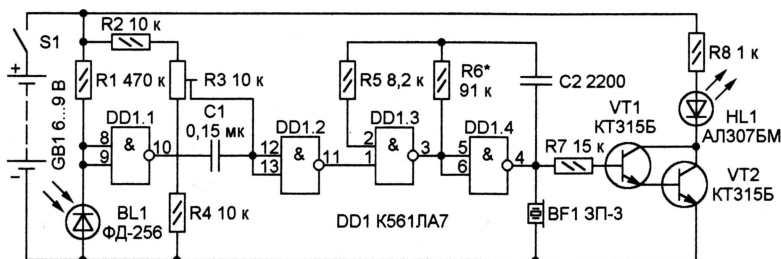 S1
R2 10 к
R1 470 к
R3 10 к
R5 8,2 к
R6*
91 к
C2 2200
R8 1 к
+
GB1 6...9 В
-
DD1.1
8
9
&
10
C1
0,15 мк
DD1.2
12
13
&
11
DD1.3
2
1
&
3
DD1.4
5
6
&
4
R7 15 к
VT1
КТ315Б
HL1
АЛ307БМ
VT2
КТ315Б
BL1
ФД-256
R4 10 к
DD1 К561ЛА7
BF1 ЗП-3